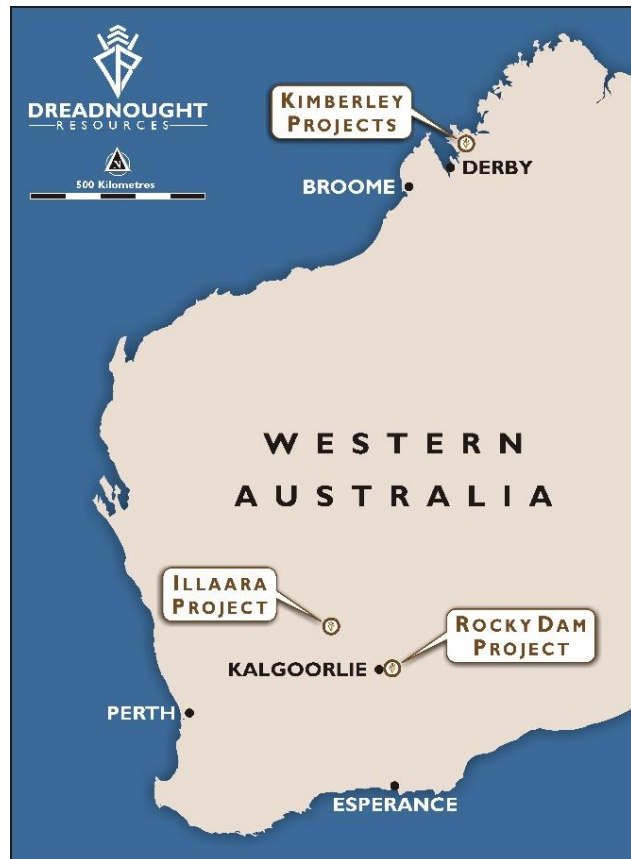 DREADNOUGHT
RESOURCES
N
500 Kilometres
KIMBERLEY
PROJECTS
DERBY
BROOME
WESTERN
AUSTRALIA
ILLAARA
PROJECT
ROCKY DAM
PROJECT
KALGOORLIE
PERTH
ESPERANCE